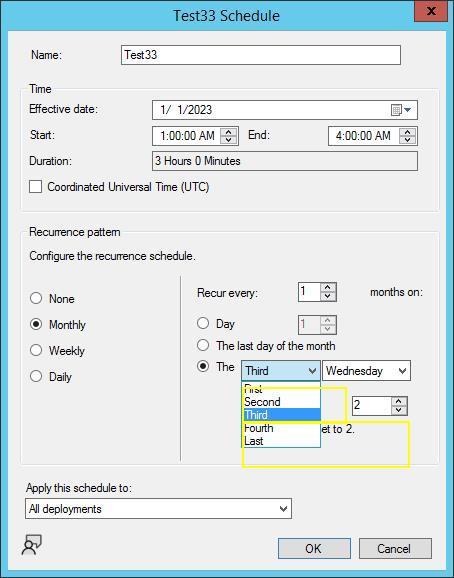 Test33 Schedule
x
Name: Test33
Time
Effective date: 1/ 1/2023
Start: 1:00:00 AM End: 4:00:00 AM
Duration: 3 Hours 0 Minutes
Coordinated Universal Time (UTC)
Recurrence pattern
Configure the recurrence schedule.
None
Monthly
Weekly
Daily
Recur every: 1 months on:
Day 1
The last day of the month
The Third Wednesday
First
Second
Third
Fourth
Last
2
et to 2.
Apply this schedule to:
All deployments
OK Cancel